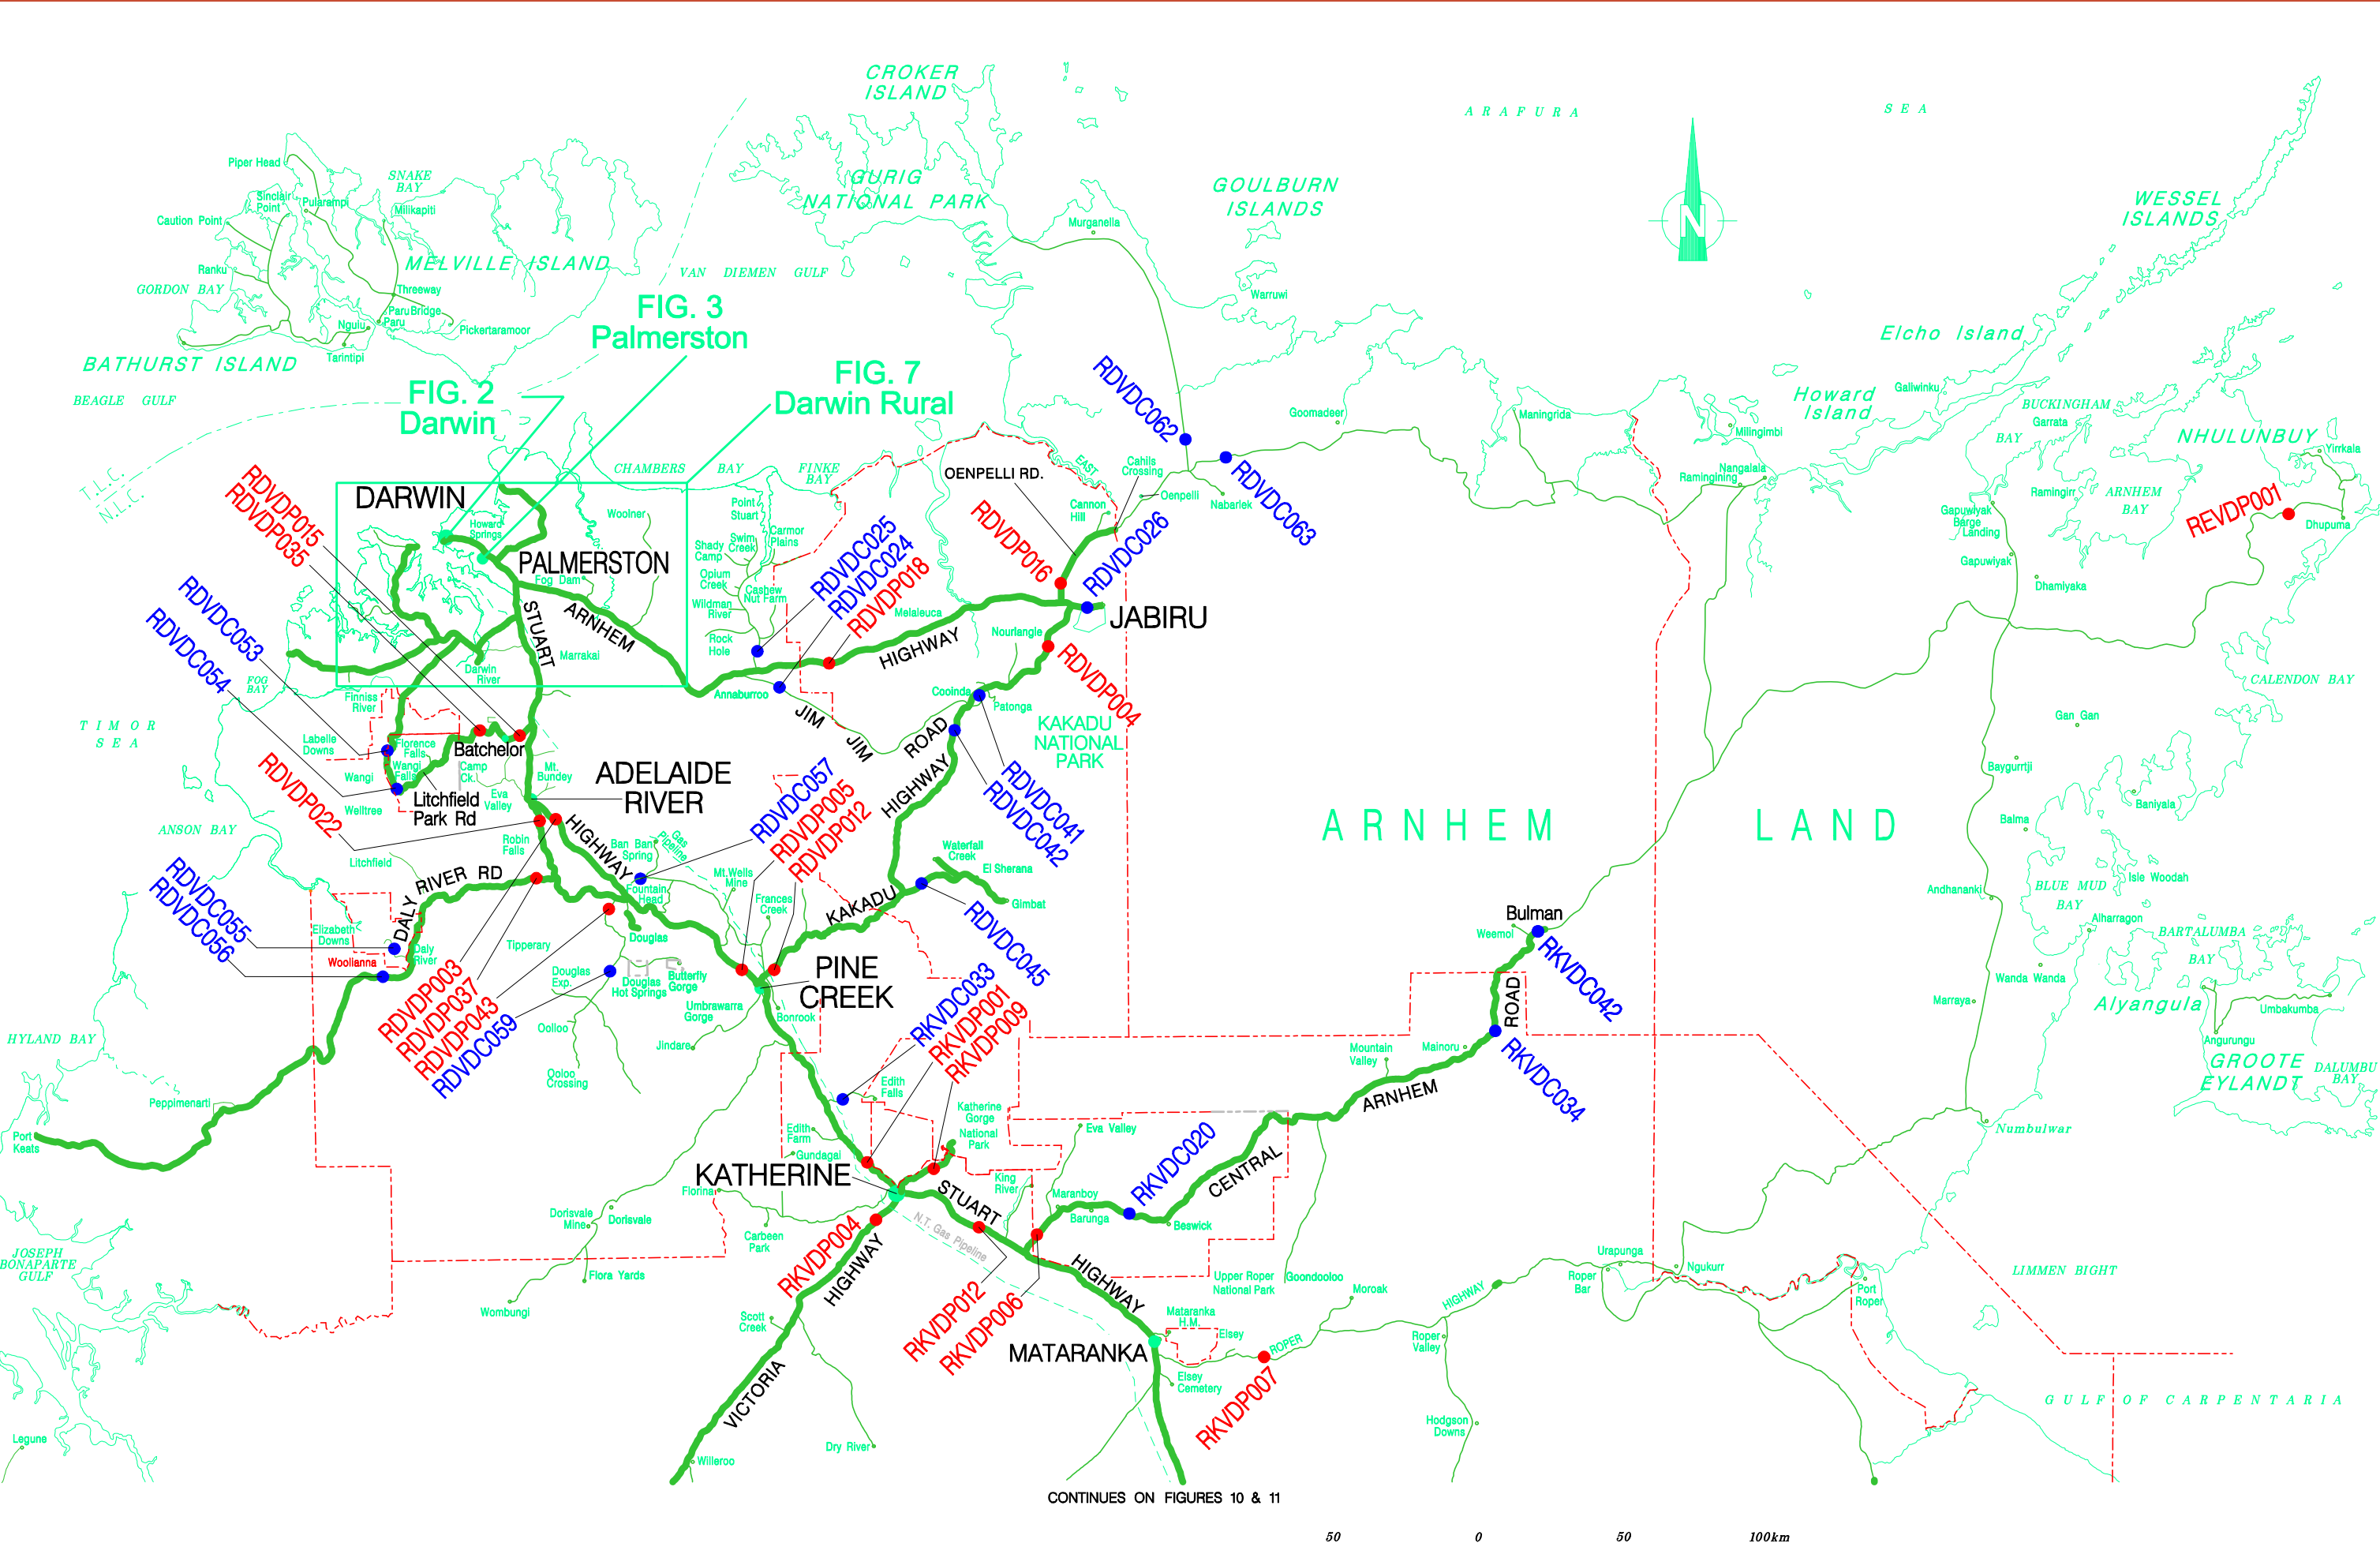 CROKER
ISLAND
ARAFURA SEA
Piper Head
SNAKE
BAY
Sinclair
Point
Pularampi
Milikapiti
Caution Point
GURIG
NATIONAL PARK
GOULBURN
ISLANDS
N
WESSEL
ISLANDS
Murganella
Ranku
MELVILLE ISLAND
VAN DIEMEN GULF
GORDON BAY
Threeway
Paru Bridge
Paru
Nguiu
Pickertaramoor
Tarintipi
Warruwi
FIG. 3
Palmerston
BATHURST ISLAND
BEAGLE GULF
FIG. 2
Darwin
FIG. 7
Darwin Rural
Elcho Island
Galiwinku
Howard
Island
RDVDC062
Goomadeer
Maningrida
Milingimbi
BUCKINGHAM
BAY
Garrata
NHULUNBUY
Yirrkala
T.L.C.
N.L.C.
CHAMBERS BAY
FINKE
BAY
EAST
Cahils
Crossing
OENPELLI RD.
RDVDC063
Nangalala
Ramingining
DARWIN
Howard
Springs
Point
Stuart
Woolner
Carmor
Plains
Swim
Creek
Shady
Camp
Cannon
Hill
Oenpelli
Nabarlek
Ramingirr
ARNHEM
BAY
REVDP001
Dhupuma
Gapuwiyak
Barge
Landing
Gapuwiyak
Dhamiyaka
RDVDP015
RDVDP035
PALMERSTON
Fog Dam
Opium
Creek
Cashew
Nut Farm
Wildman
River
Rock
Hole
RDVDC025
RDVDC024
RDVDP018
Melaleuca
RDVDP016
RDVDC026
JABIRU
Nourlangie
RDVDC053
RDVDC054
STUART
ARNHEM
HIGHWAY
Marrakai
Darwin
River
Annaburroo
RDVDP004
FOG
BAY
Finniss
River
TIMOR
SEA
Labelle
Downs
Florence
Falls
Batchelor
Wangi
Wangi
Falls
Camp
Ck.
Mt.
Bundey
Cooinda
Patonga
JIM JIM ROAD
KAKADU
NATIONAL
PARK
CALENDON BAY
Gan Gan
Baygurrtji
Baniyala
Balma
Welltree
Litchfield
Park Rd
Eva
Valley
ADELAIDE
RIVER
RDVDP022
RDVDC057
RDVDP005
RDVDP012
HIGHWAY
RDVDC041
RDVDC042
ARNHEM LAND
ANSON BAY
Litchfield
Robin
Falls
HIGHWAY
Ban Ban
Spring
Gas
Pipeline
Waterfall
Creek
El Sherana
Gimbat
DALY RIVER RD
Fountain
Head
Mt.Wells
Mine
Frances
Creek
KAKADU
RDVDC045
BLUE MUD
BAY
Isle Woodah
Andhananki
Alharragon
RDVDC055
RDVDC056
Elizabeth
Downs
Daly
River
Woolianna
Tipperary
Douglas
Douglas
Exp.
Douglas
Hot Springs
Butterfly
Gorge
Umbrawarra
Gorge
PINE
CREEK
Bonrook
Bulman
Weemol
RKVDC042
BARTALUMBA
BAY
Wanda Wanda
Marraya
Alyangula
Umbakumba
Angurungu
GROOTE
EYLANDT
DALUMBU
BAY
RDVDP003
RDVDP037
RDVDP043
RDVDC059
Oolloo
Ooloo
Crossing
Jindare
RKVDC033
RKVDP001
RKVDP009
ROAD
Mainoru
Mountain
Valley
RKVDC034
HYLAND BAY
Peppimenarti
Port
Keats
Edith
Falls
Edith
Farm
Katherine
Gorge
National
Park
Eva Valley
ARNHEM
CENTRAL
Numbulwar
Gundagai
KATHERINE
STUART
King
River
Maranboy
Barunga
RKVDC020
Beswick
Florina
Dorisvale
Mine
Dorisvale
Carbeen
Park
RKVDP004
HIGHWAY
N.T. Gas Pipeline
JOSEPH
BONAPARTE
GULF
Flora Yards
Wombungi
RKVDP012
RKVDP006
HIGHWAY
Upper Roper
National Park
Goondooloo
Moroak
HIGHWAY
Roper
Bar
Urapunga
Ngukurr
Port
Roper
LIMMEN BIGHT
Scott
Creek
Mataranka
H.M.
Elsey
ROPER
MATARANKA
Elsey
Cemetery
RKVDP007
Roper
Valley
VICTORIA
Willeroo
Dry River
Hodgson
Downs
GULF OF CARPENTARIA
Legune
CONTINUES ON FIGURES 10 & 11
50 0 50 100km